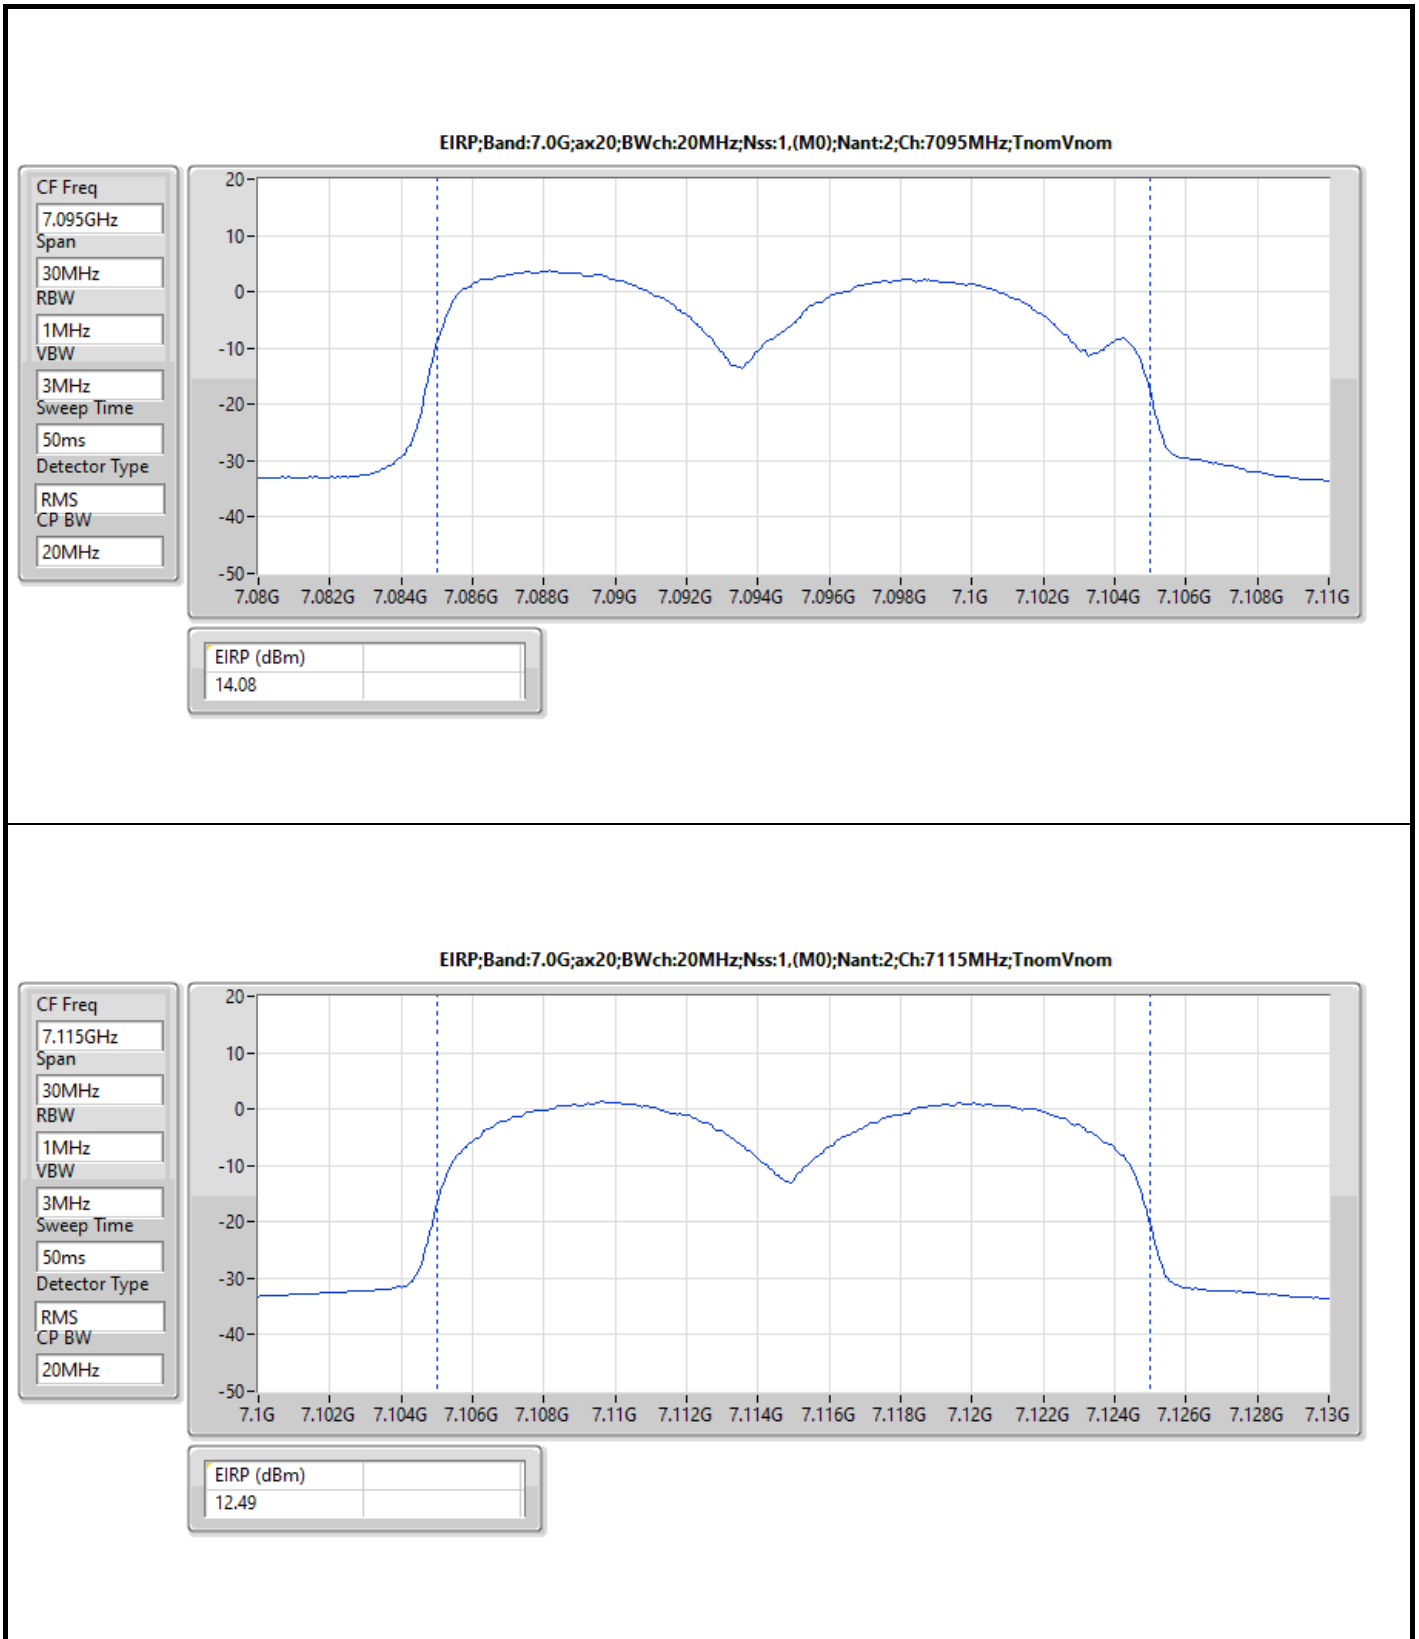 EIRP;Band:7.0G;ax20;BWch:20MHz;Nss:1,(M0);Nant:2;Ch:7095MHz;TnomVnom
CF Freq
7.095GHz
Span
30MHz
RBW
1MHz
VBW
3MHz
Sweep Time
50ms
Detector Type
RMS
CP BW
20MHz
20
10
0
-10
-20
-30
-40
-50
7.08G 7.082G 7.084G 7.086G 7.088G 7.09G 7.092G 7.094G 7.096G 7.098G 7.1G 7.102G 7.104G 7.106G 7.108G 7.11G
EIRP (dBm)
14.08
EIRP;Band:7.0G;ax20;BWch:20MHz;Nss:1,(M0);Nant:2;Ch:7115MHz;TnomVnom
CF Freq
7.115GHz
Span
30MHz
RBW
1MHz
VBW
3MHz
Sweep Time
50ms
Detector Type
RMS
CP BW
20MHz
20
10
0
-10
-20
-30
-40
-50
7.1G 7.102G 7.104G 7.106G 7.108G 7.11G 7.112G 7.114G 7.116G 7.118G 7.12G 7.122G 7.124G 7.126G 7.128G 7.13G
EIRP (dBm)
12.49